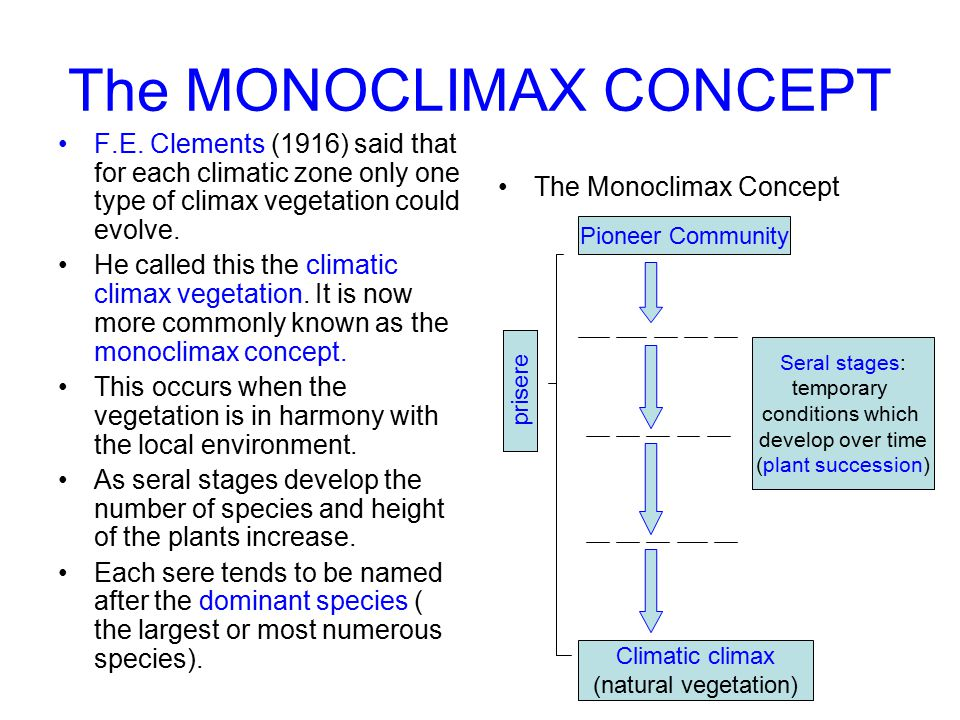 The MONOCLIMAX CONCEPT
• F.E. Clements (1916) said that
for each climatic zone only one
type of climax vegetation could
evolve.
• He called this the climatic
climax vegetation. It is now
more commonly known as the
monoclimax concept.
• This occurs when the
vegetation is in harmony with
the local environment.
• As seral stages develop the
number of species and height
of the plants increase.
• Each sere tends to be named
after the dominant species (
the largest or most numerous
species).
• The Monoclimax Concept
Pioneer Community
prisere
Seral stages:
temporary
conditions which
develop over time
(plant succession)
Climatic climax
(natural vegetation)